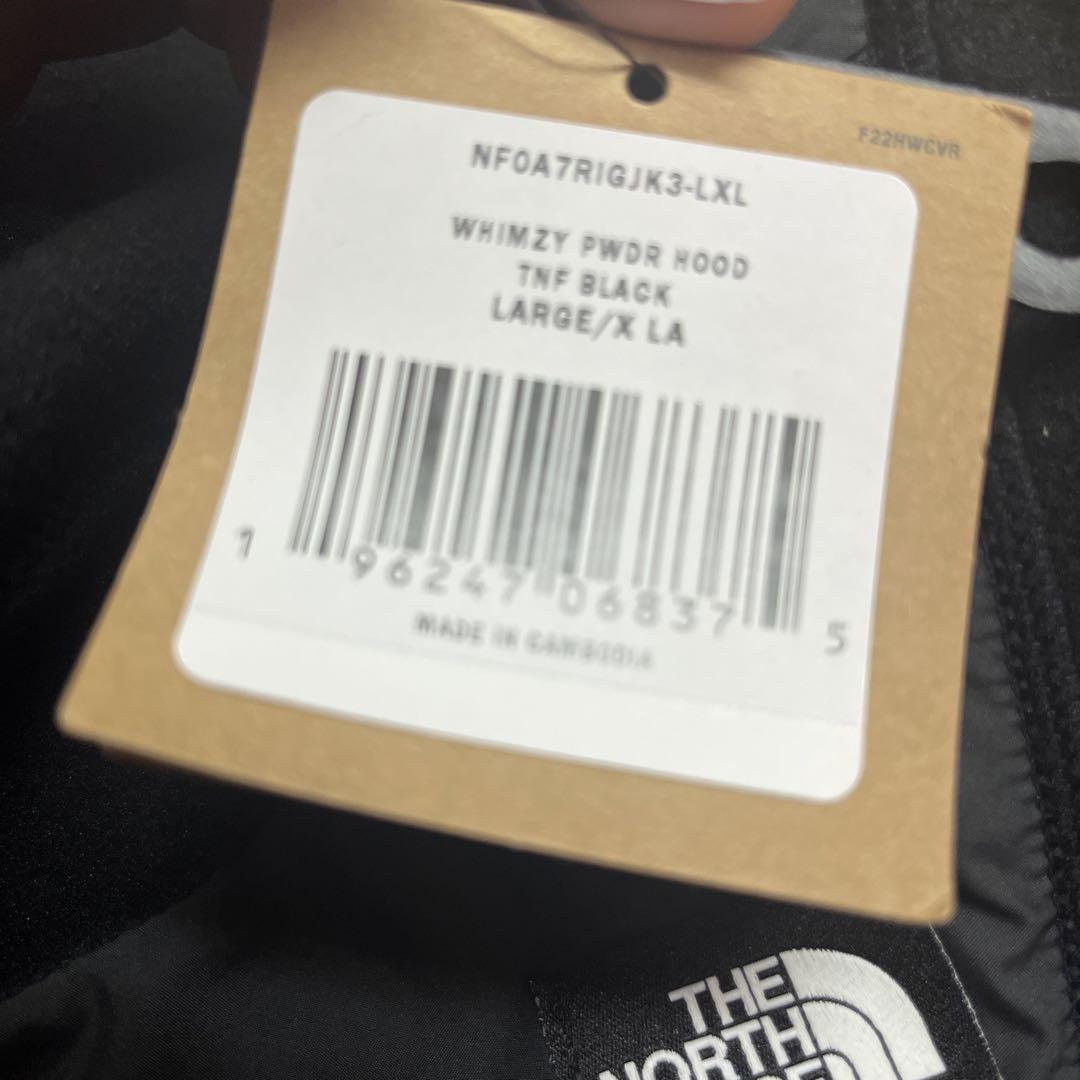 F22HWCVR
NF0A7RIGJK3-LXL
WHIMZY PWDR HOOD
TNF BLACK
LARGE/X LA
1 96247 06837 5
MADE IN CAMBODIA
THE
NORTH